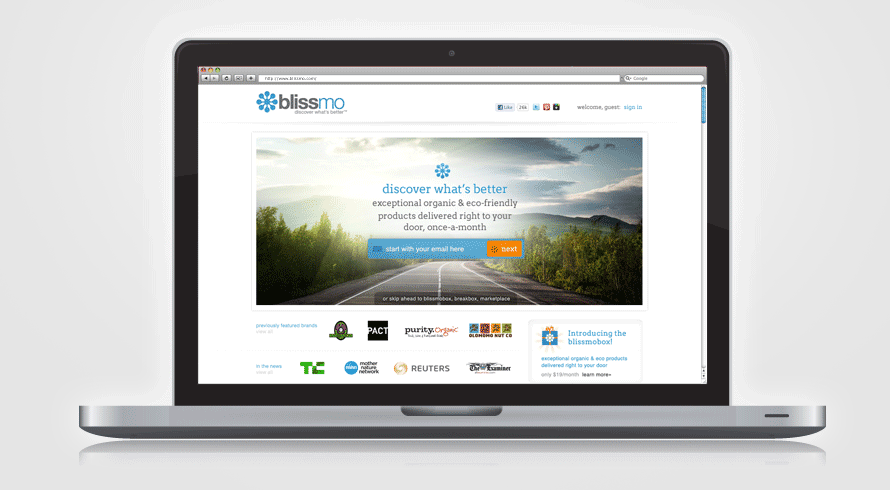 http://www.blissmo.com/
Google
blissmo
discover what's better™
Like
24k
welcome, guest
sign in
discover what's better
exceptional organic & eco-friendly
products delivered right to your
door, once-a-month
start with your email here
next
or skip ahead to blissmobox, breakbox, marketplace
previously featured brands
view all
PACT
purity.Organic
OLOMOMO NUT CO
Introducing the
blissmobox!
exceptional organic & eco products
delivered right to your door
only $19/month learn more»
in the news
view all
TC
mother
nature
network
REUTERS
The Examiner